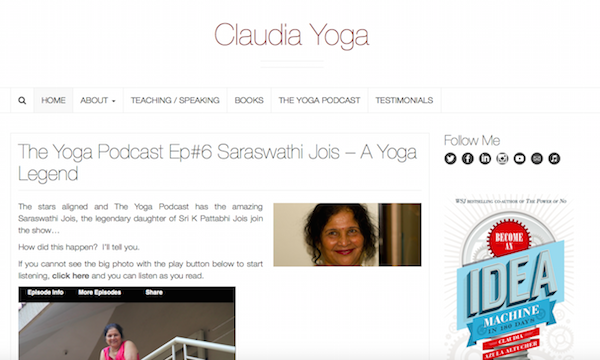 Claudia Yoga
HOME
ABOUT
TEACHING / SPEAKING
BOOKS
THE YOGA PODCAST
TESTIMONIALS
The Yoga Podcast Ep#6 Saraswathi Jois – A Yoga
Legend
The stars aligned and The Yoga Podcast has the amazing
Saraswathi Jois, the legendary daughter of Sri K Pattabhi Jois join
the show...
How did this happen? I'll tell you.
If you cannot see the big photo with the play button below to start
listening, click here and you can listen as you read.
Episode Info
More Episodes
Share
Follow Me
WSJ BESTSELLING CO-AUTHOR OF THE POWER OF NO
BECOME
AN
IDEA
MACHINE
IN 180 DAYS
CLAUDIA
AZULA ALTUCHER